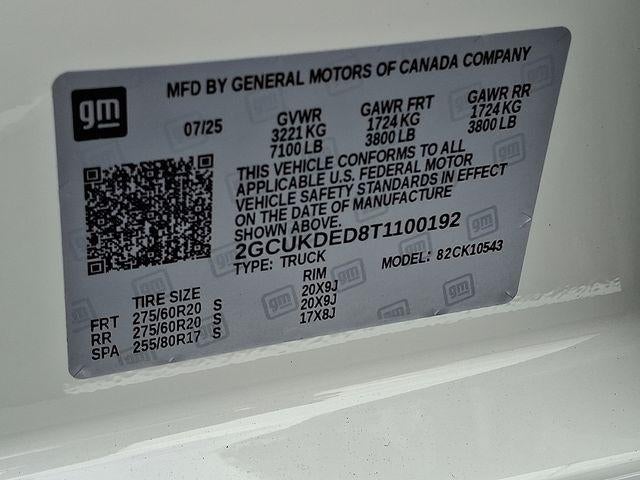 gm
MFD BY GENERAL MOTORS OF CANADA COMPANY
07/25 GVWR GAWR FRT GAWR RR
3221 KG 1724 KG 1724 KG
7100 LB 3800 LB 3800 LB
THIS VEHICLE CONFORMS TO ALL
APPLICABLE U.S. FEDERAL MOTOR
VEHICLE SAFETY STANDARDS IN EFFECT
ON THE DATE OF MANUFACTURE
SHOWN ABOVE.
2GCUKDED8T1100192
TYPE: TRUCK MODEL: 82CK10543
TIRE SIZE RIM
FRT 275/60R20 S 20X9J
RR 275/60R20 S 20X9J
SPA 255/80R17 S 17X8J